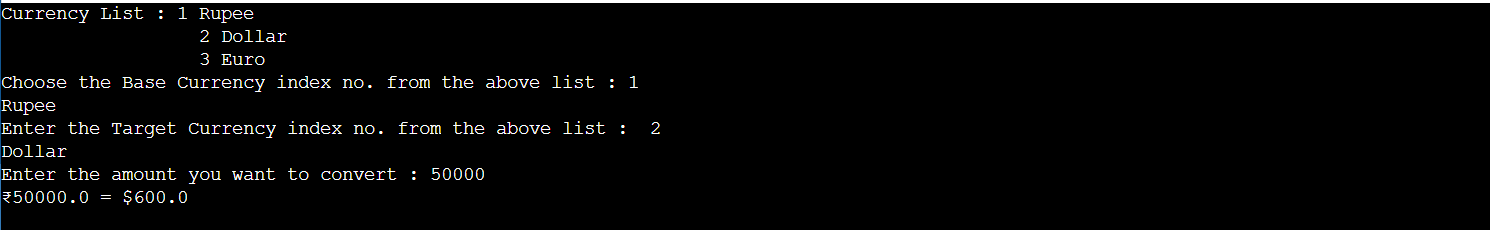 Currency List : 1 Rupee
2 Dollar
3 Euro
Choose the Base Currency index no. from the above list : 1
Rupee
Enter the Target Currency index no. from the above list :  2
Dollar
Enter the amount you want to convert : 50000
₹50000.0 = $600.0